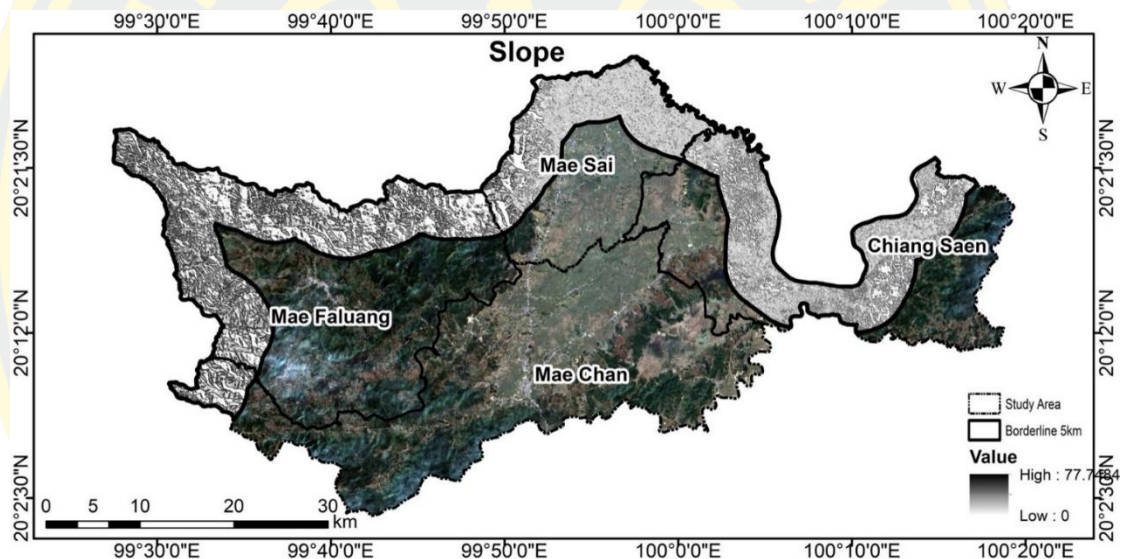 99°30'0"E 99°40'0"E 99°50'0"E 100°0'0"E 100°10'0"E 100°20'0"E
Slope
N
W E
S
20°21'30"N 20°21'30"N
Mae Sai
Chiang Saen
Mae Faluang
20°12'0"N 20°12'0"N
Mae Chan
Study Area
Borderline 5km
Value
High : 77.7484
Low : 0
20°2'30"N 20°2'30"N
0 5 10 20 30
km
99°30'0"E 99°40'0"E 99°50'0"E 100°0'0"E 100°10'0"E 100°20'0"E